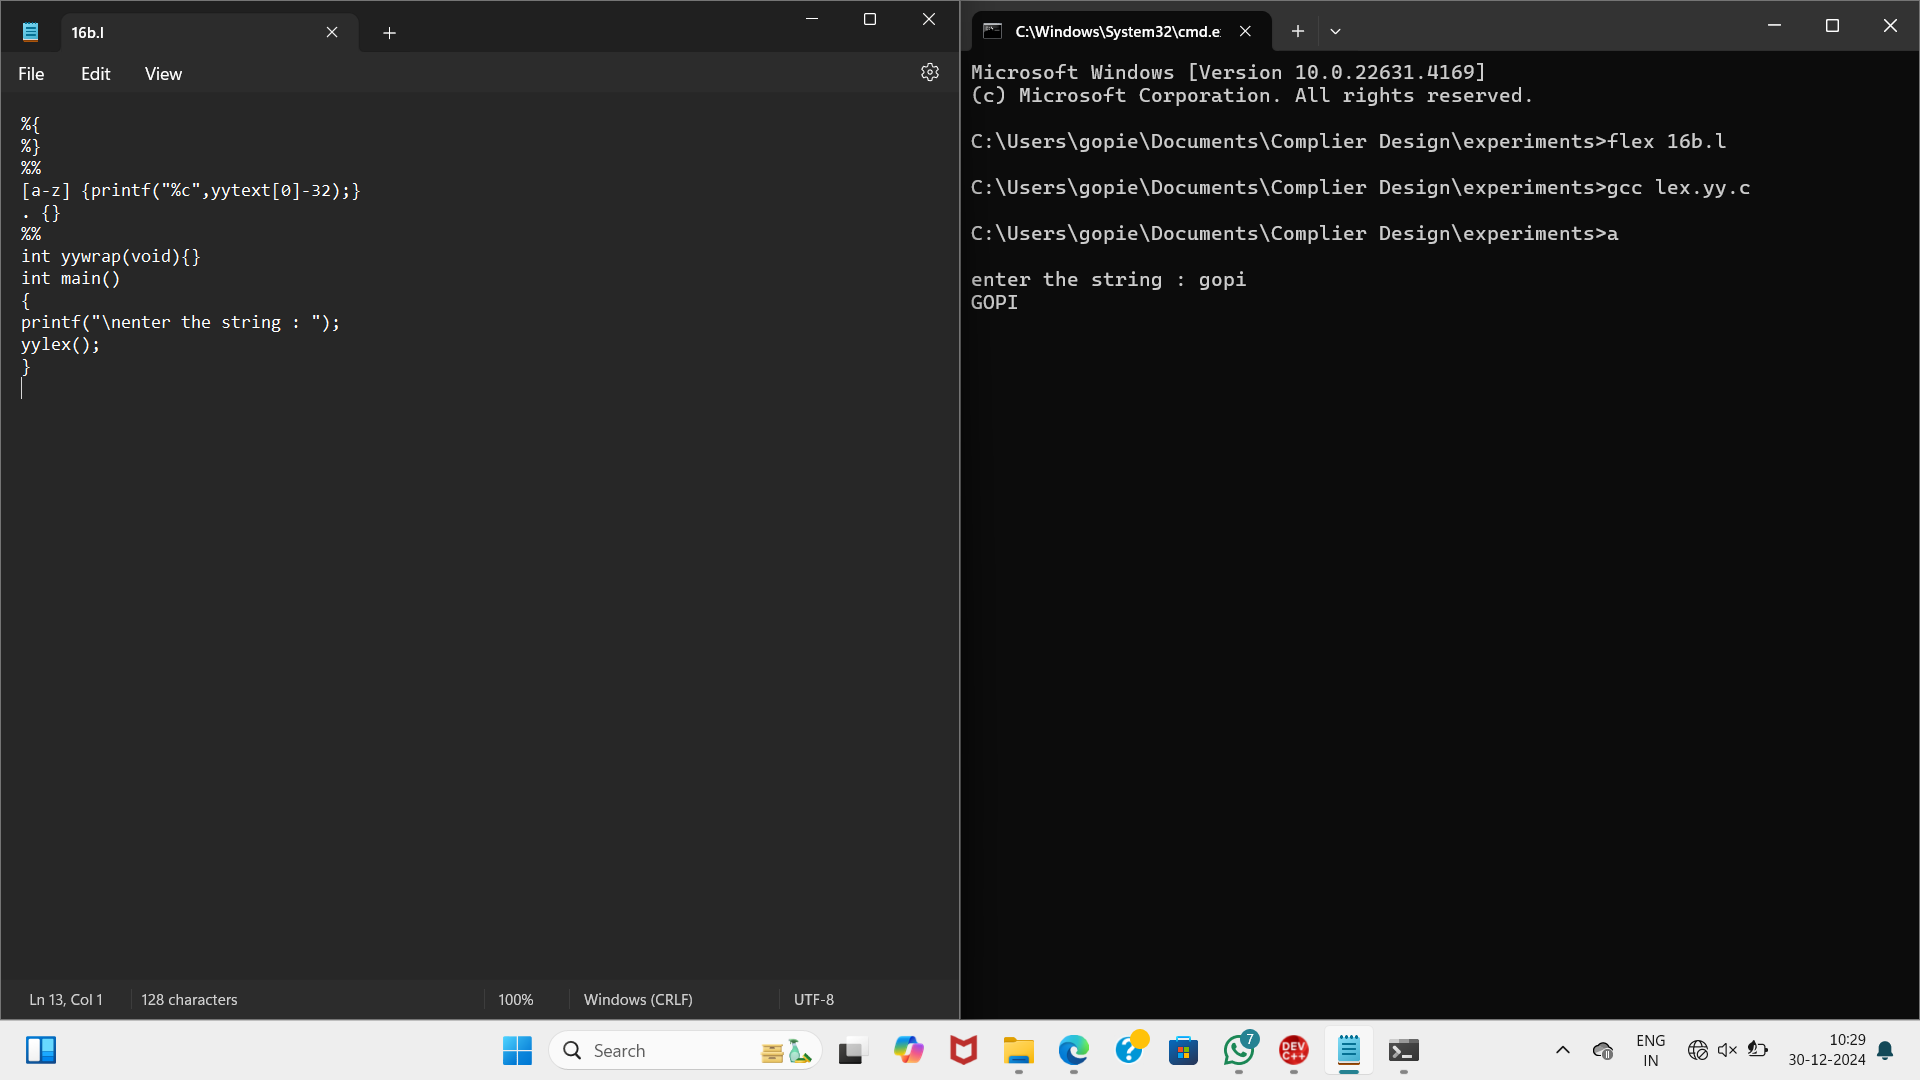 16b.l
File Edit View
%{
%}
%%
[a-z] {printf("%c",yytext[0]-32);}
. {}
%%
int yywrap(void){}
int main()
{
printf("\nenter the string : ");
yylex();
}
Ln 13, Col 1 128 characters 100% Windows (CRLF) UTF-8
C:\Windows\System32\cmd.e
Microsoft Windows [Version 10.0.22631.4169]
(c) Microsoft Corporation. All rights reserved.
C:\Users\gopie\Documents\Complier Design\experiments>flex 16b.l
C:\Users\gopie\Documents\Complier Design\experiments>gcc lex.yy.c
C:\Users\gopie\Documents\Complier Design\experiments>a
enter the string : gopi
GOPI
Search
7
DEV
C++
ENG
IN
10:29
30-12-2024